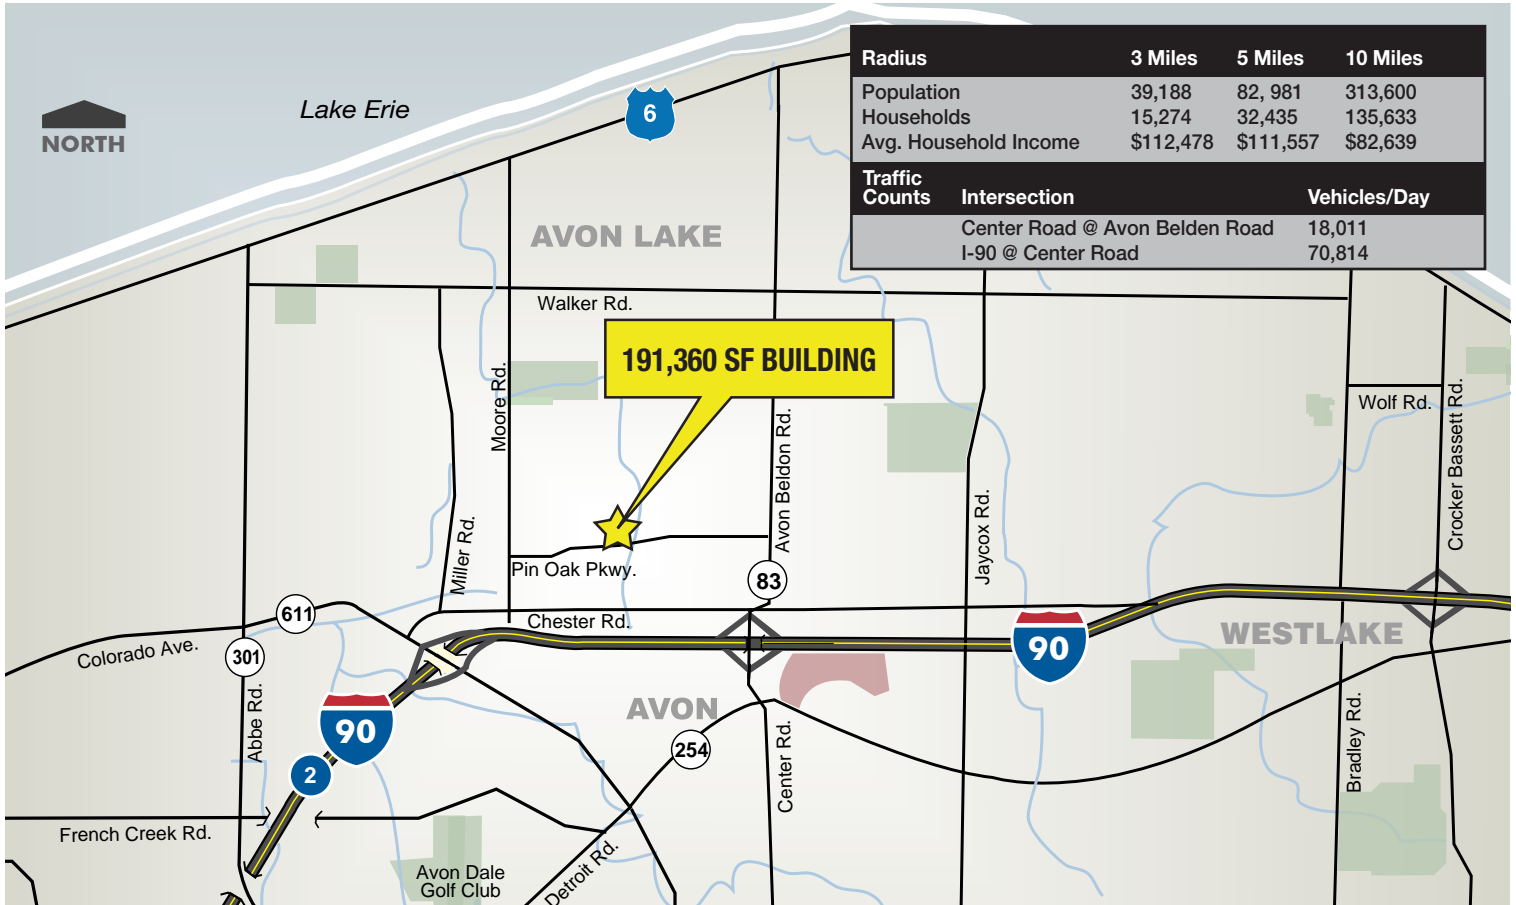 Radius 3 Miles 5 Miles 10 Miles
Population 39,188 82, 981 313,600
Households 15,274 32,435 135,633
Avg. Household Income $112,478 $111,557 $82,639
Traffic
Counts Intersection Vehicles/Day
Center Road @ Avon Belden Road 18,011
I-90 @ Center Road 70,814
Lake Erie
6
NORTH
AVON LAKE
Walker Rd.
191,360 SF BUILDING
Moore Rd.
Wolf Rd.
Avon Beldon Rd.
Crocker Bassett Rd.
Jaycox Rd.
Miller Rd.
Pin Oak Pkwy.
83
611
Chester Rd.
WESTLAKE
90
Colorado Ave.
301
AVON
Abbe Rd.
90
254
Center Rd.
Bradley Rd.
2
French Creek Rd.
Avon Dale
Golf Club
Detroit Rd.